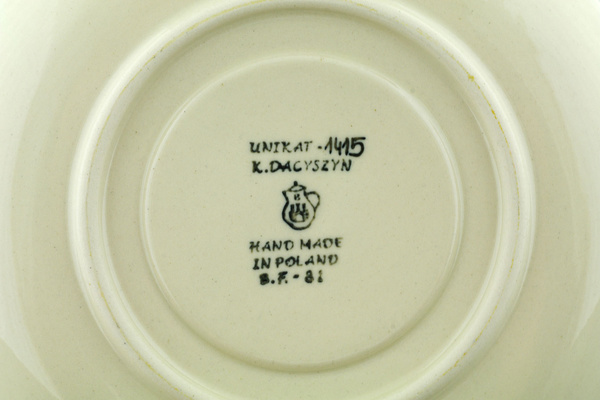 UNIKAT - 1415
K. DACYSZYN
B
HAND MADE
IN POLAND
B.F. - 81